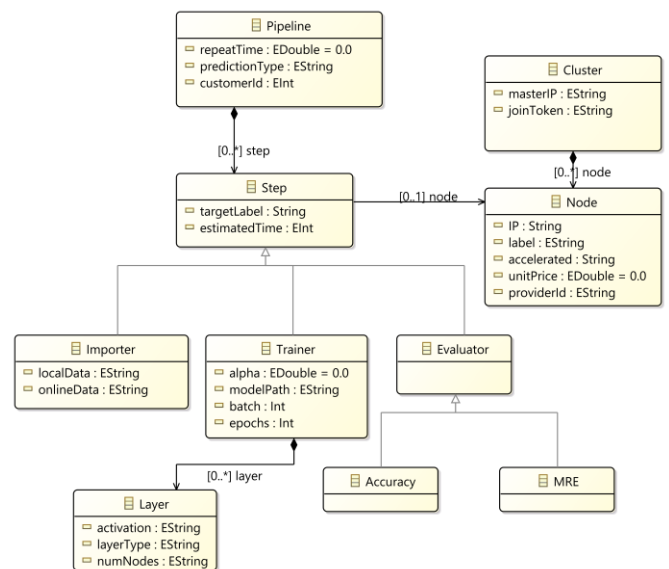 Pipeline
repeatTime : EDouble = 0.0
predictionType : EString
customerId : EInt
Cluster
masterIP : EString
joinToken : EString
[0..*] step
[0..*] node
Step
targetLabel : String
estimatedTime : EInt
[0..1] node
Node
IP : String
label : EString
accelerated : String
unitPrice : EDouble = 0.0
providerId : EString
Importer
localData : EString
onlineData : EString
Trainer
alpha : EDouble = 0.0
modelPath : EString
batch : Int
epochs : Int
Evaluator
[0..*] layer
Accuracy
MRE
Layer
activation : EString
layerType : EString
numNodes : EString